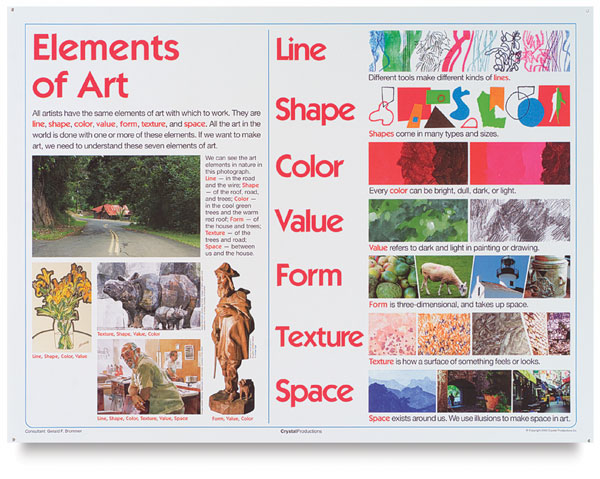 Elements
of Art
All artists have the same elements of art with which to work. They are
line, shape, color, value, form, texture, and space. All the art in the
world is done with one or more of these elements. If we want to make
art, we need to understand these seven elements of art.
We can see the art
elements in nature in
this photograph.
Line — in the road
and the wire; Shape
— of the roof, road,
and trees; Color —
in the cool green
trees and the warm
red roof; Form — of
the house and trees;
Texture — of the
trees and road;
Space — between
us and the house.
Line, Shape, Color, Value
Texture, Shape, Value, Color
Line, Shape, Color, Texture, Value, Space
Form, Value, Color
Line
Different tools make different kinds of lines.
Shape
Shapes come in many types and sizes.
Color
Every color can be bright, dull, dark, or light.
Value
Value refers to dark and light in painting or drawing.
Form
Form is three-dimensional, and takes up space.
Texture
Texture is how a surface of something feels or looks.
Space
Space exists around us. We use illusions to make space in art.
Consultant: Gerald F. Brommer
CrystalProductions